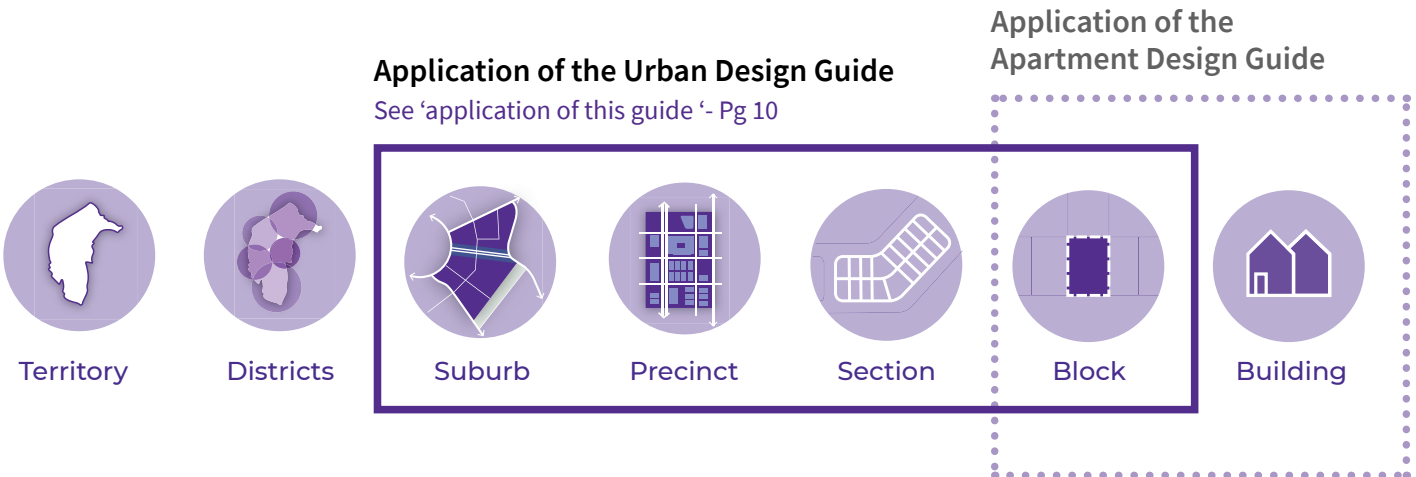 Application of the
Apartment Design Guide
Application of the Urban Design Guide
See ‘application of this guide ‘- Pg 10
Territory
Districts
Suburb
Precinct
Section
Block
Building